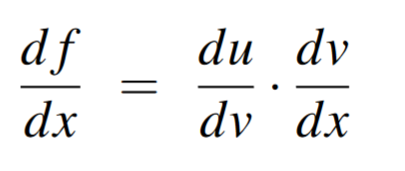 df/dx = du/dv · dv/dx